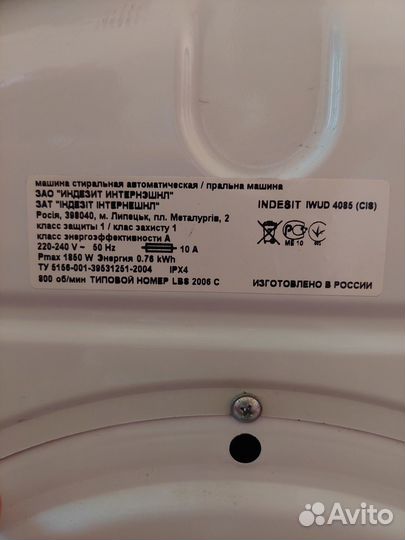 машина стиральная автоматическая / пральна машина
ЗАО "ИНДЕЗИТ ИНТЕРНЭШНЛ"
ЗАТ "ІНДЕЗІТ ІНТЕРНЕШНЛ"
INDESIT IWUD 4085 (CIS)
Росія, 398040, м. Липецьк, пл. Металургів, 2
класс защиты 1 / клас захисту 1
класс энергоэффективности А
220-240 V ~ 50 Hz 10 A
Pmax 1850 W Энергия 0.76 kWh
ТУ 5156-001-39531251-2004 IPX4
800 об/мин ТИПОВОЙ НОМЕР LBS 2006 C
МЕ 10
ИЗГОТОВЛЕНО В РОССИИ
Avito